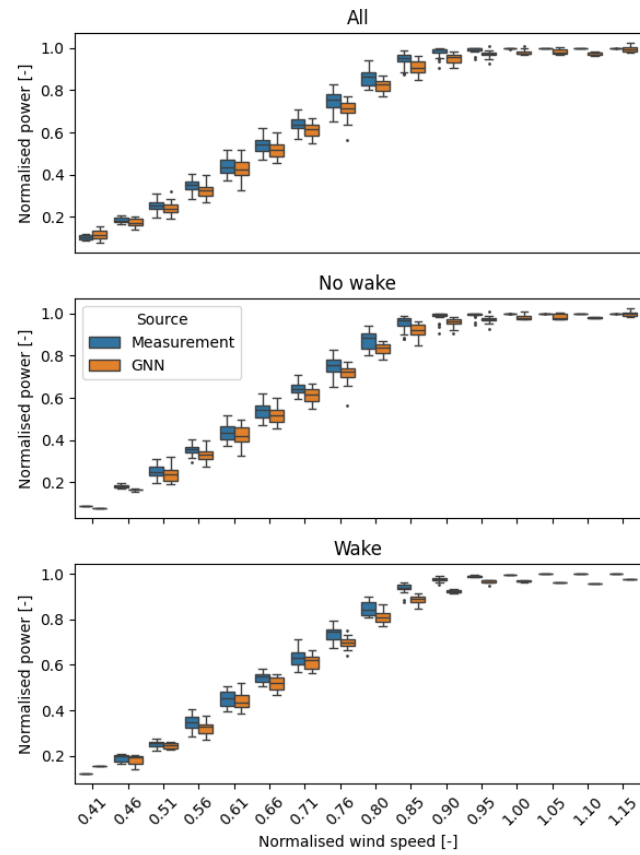 All
Normalised power [-]
1.0
0.8
0.6
0.4
0.2
No wake
Normalised power [-]
1.0
0.8
0.6
0.4
0.2
Source
Measurement
GNN
Wake
Normalised power [-]
1.0
0.8
0.6
0.4
0.2
0.41 0.46 0.51 0.56 0.61 0.66 0.71 0.76 0.80 0.85 0.90 0.95 1.00 1.05 1.10 1.15
Normalised wind speed [-]